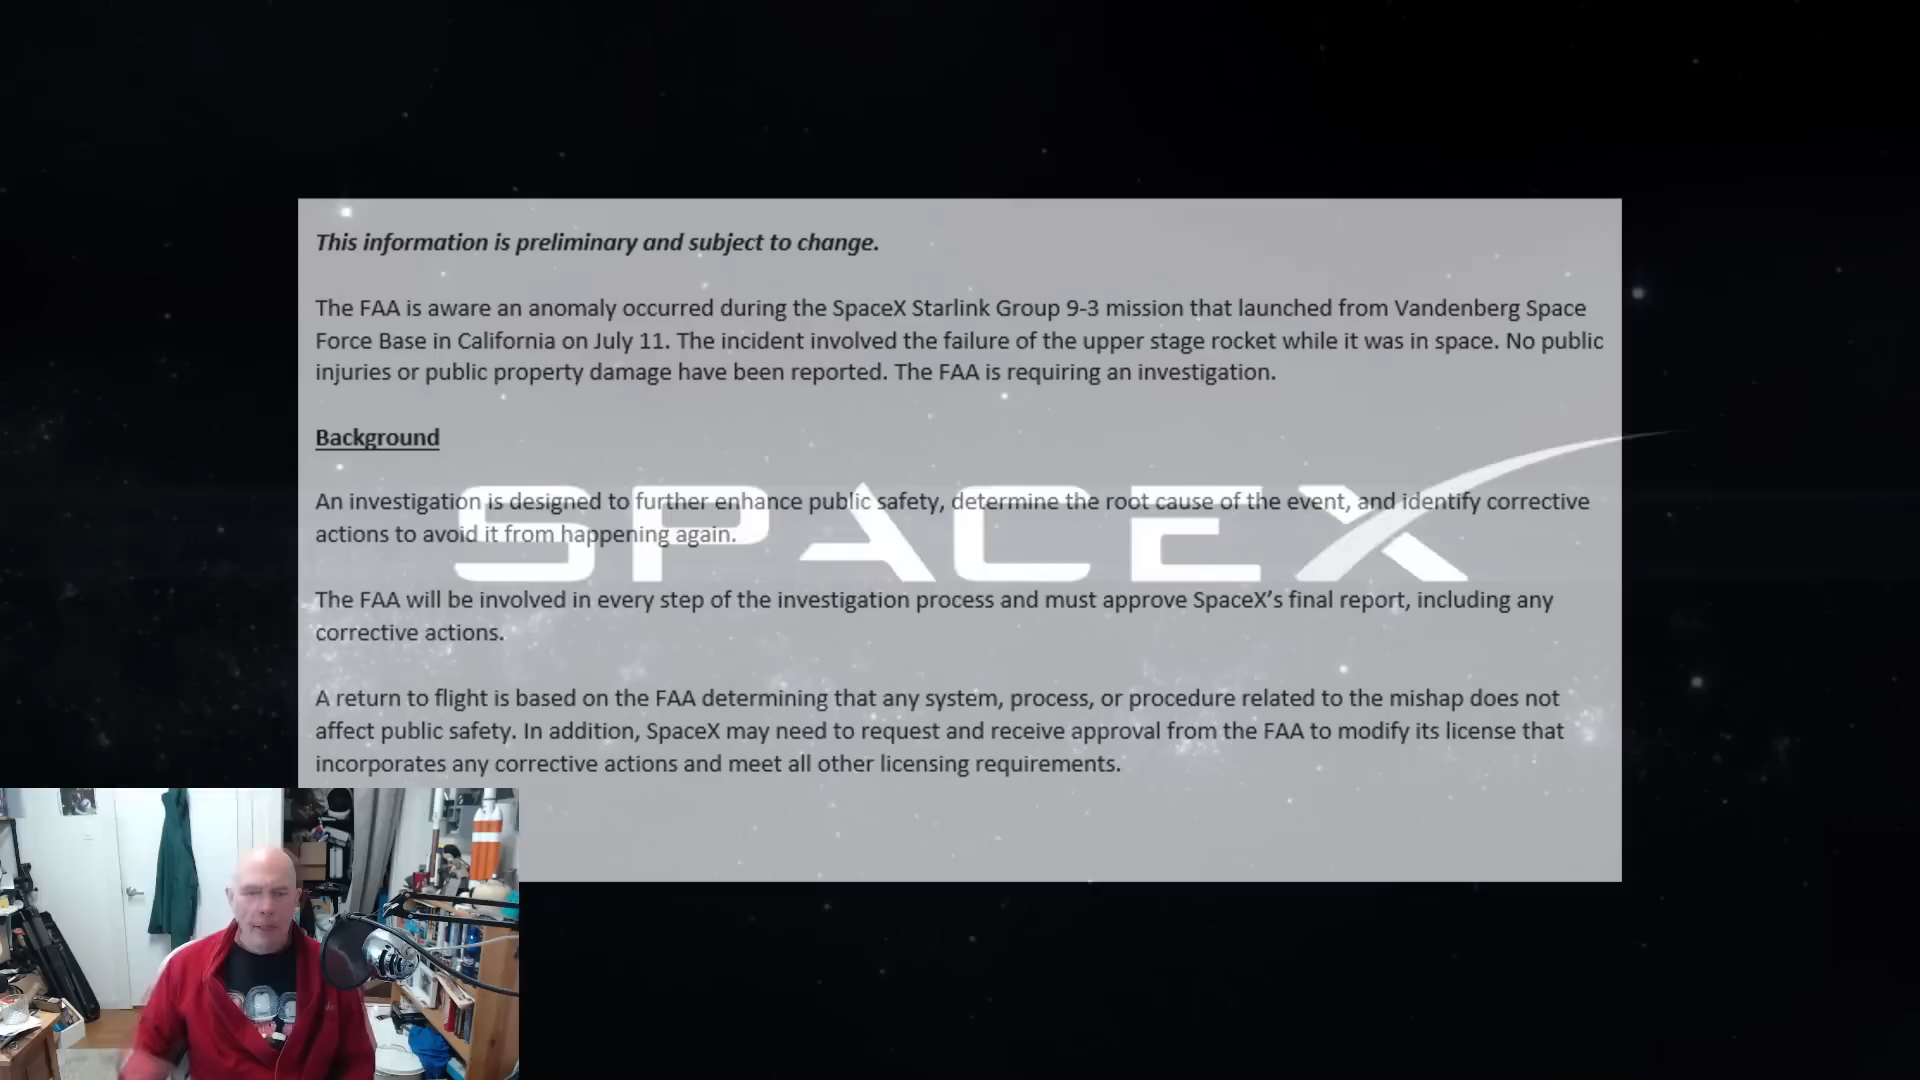 This information is preliminary and subject to change.
The FAA is aware an anomaly occurred during the SpaceX Starlink Group 9-3 mission that launched from Vandenberg Space
Force Base in California on July 11. The incident involved the failure of the upper stage rocket while it was in space. No public
injuries or public property damage have been reported. The FAA is requiring an investigation.
Background
An investigation is designed to further enhance public safety, determine the root cause of the event, and identify corrective
actions to avoid it from happening again.
SPACEX
The FAA will be involved in every step of the investigation process and must approve SpaceX’s final report, including any
corrective actions.
A return to flight is based on the FAA determining that any system, process, or procedure related to the mishap does not
affect public safety. In addition, SpaceX may need to request and receive approval from the FAA to modify its license that
incorporates any corrective actions and meet all other licensing requirements.